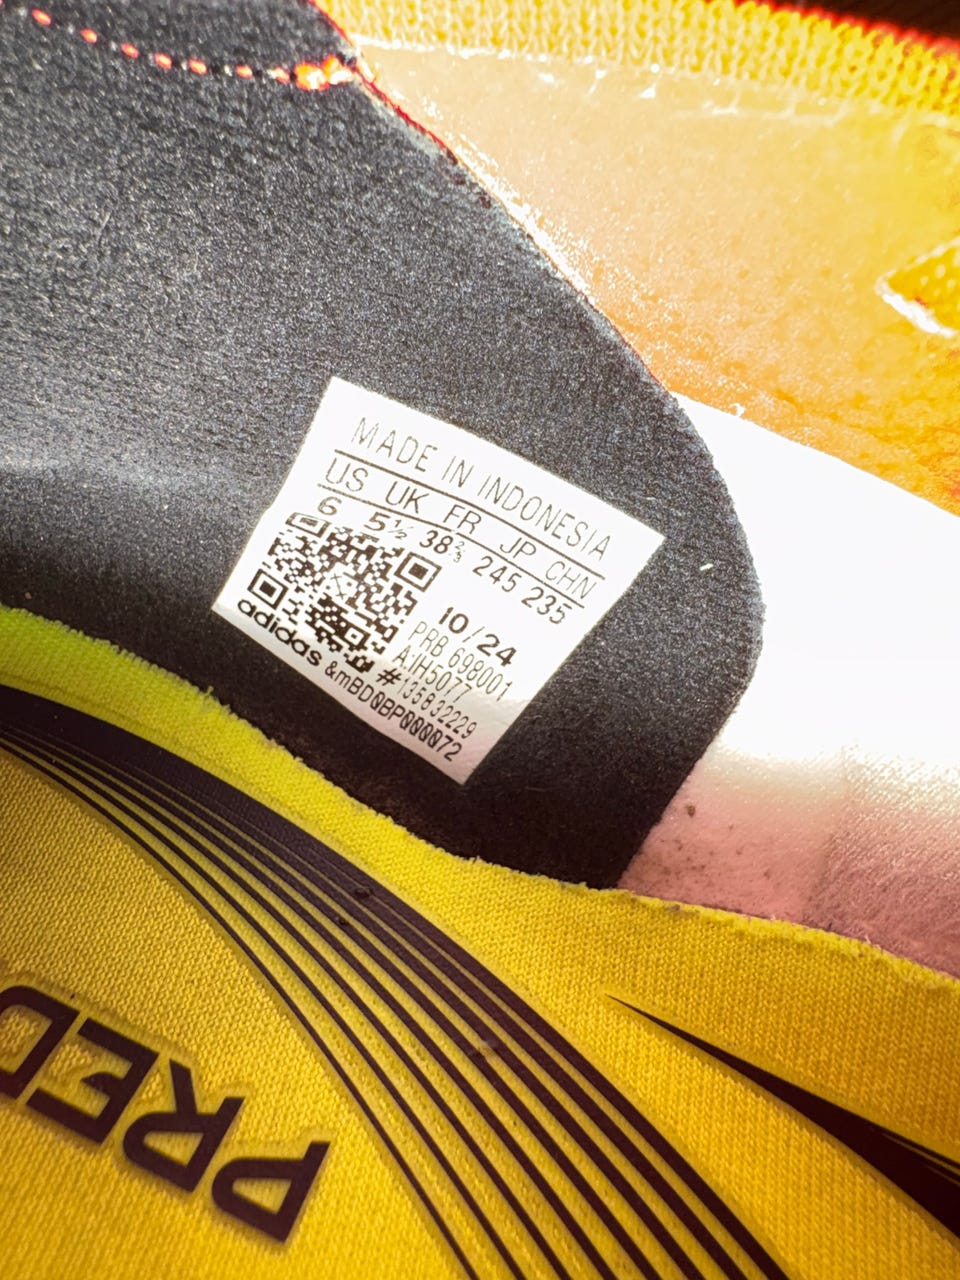 MADE IN INDONESIA
US UK FR JP CHN
6 5½ 38⅔ 245 235
10/24
PRB 698001
A.IH5077
#135832229
adidas &mBDQBP000072
PRED